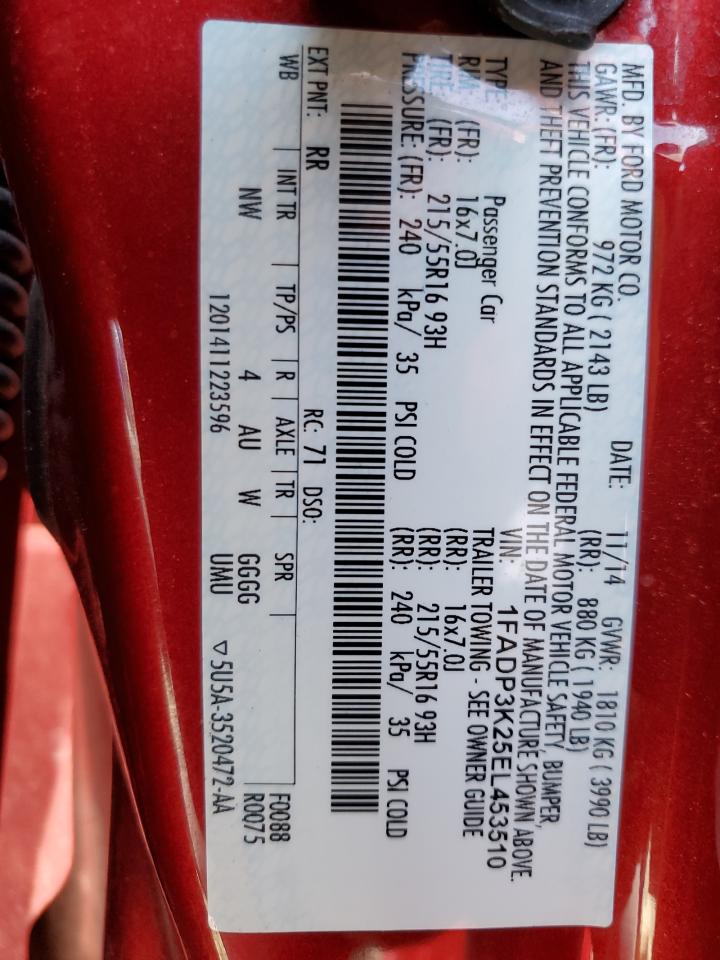 MFD. BY FORD MOTOR CO. DATE: 11/14 GVWR: 1810 KG ( 3990 LB)
GAWR: (FR): 972 KG ( 2143 LB) (RR): 880 KG ( 1940 LB)
THIS VEHICLE CONFORMS TO ALL APPLICABLE FEDERAL MOTOR VEHICLE SAFETY, BUMPER,
AND THEFT PREVENTION STANDARDS IN EFFECT ON THE DATE OF MANUFACTURE SHOWN ABOVE.
VIN: 1FADP3K25EL453510
TYPE: Passenger Car TRAILER TOWING - SEE OWNER GUIDE
RIM: (FR): 16x7.0J (RR): 16x7.0J
TIRE: (FR): 215/55R16 93H (RR): 215/55R16 93H
PRESSURE: (FR): 240 kPa/ 35 PSI COLD (RR): 240 kPa/ 35 PSI COLD
EXT PNT: RR RC: 71 DSO: F0088
WB INT TR TP/PS R AXLE TR SPR R0075
NW 4 AU W GGGG
1201411223596 UMU ▽5U5A-3520472-AA